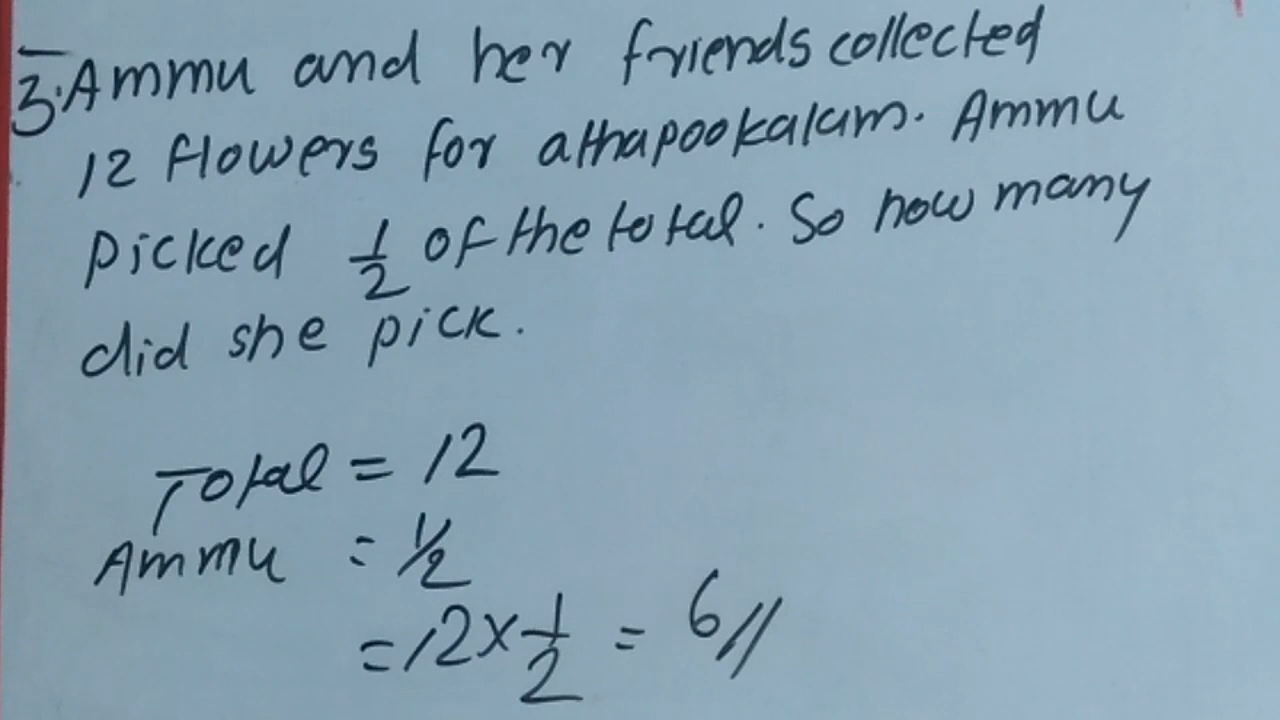 3. Ammu and her friends collected
12 flowers for athapookalam. Ammu
picked 1/2 of the total. So how many
did she pick.
Total = 12
Ammu = 1/2
= 12 x 1/2 = 6//